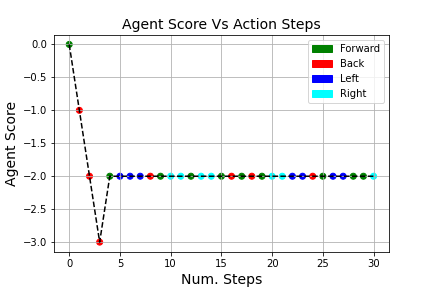 Agent Score Vs Action Steps
Forward
Back
Left
Right
0.0
−0.5
−1.0
−1.5
−2.0
−2.5
−3.0
Agent Score
0 5 10 15 20 25 30
Num. Steps